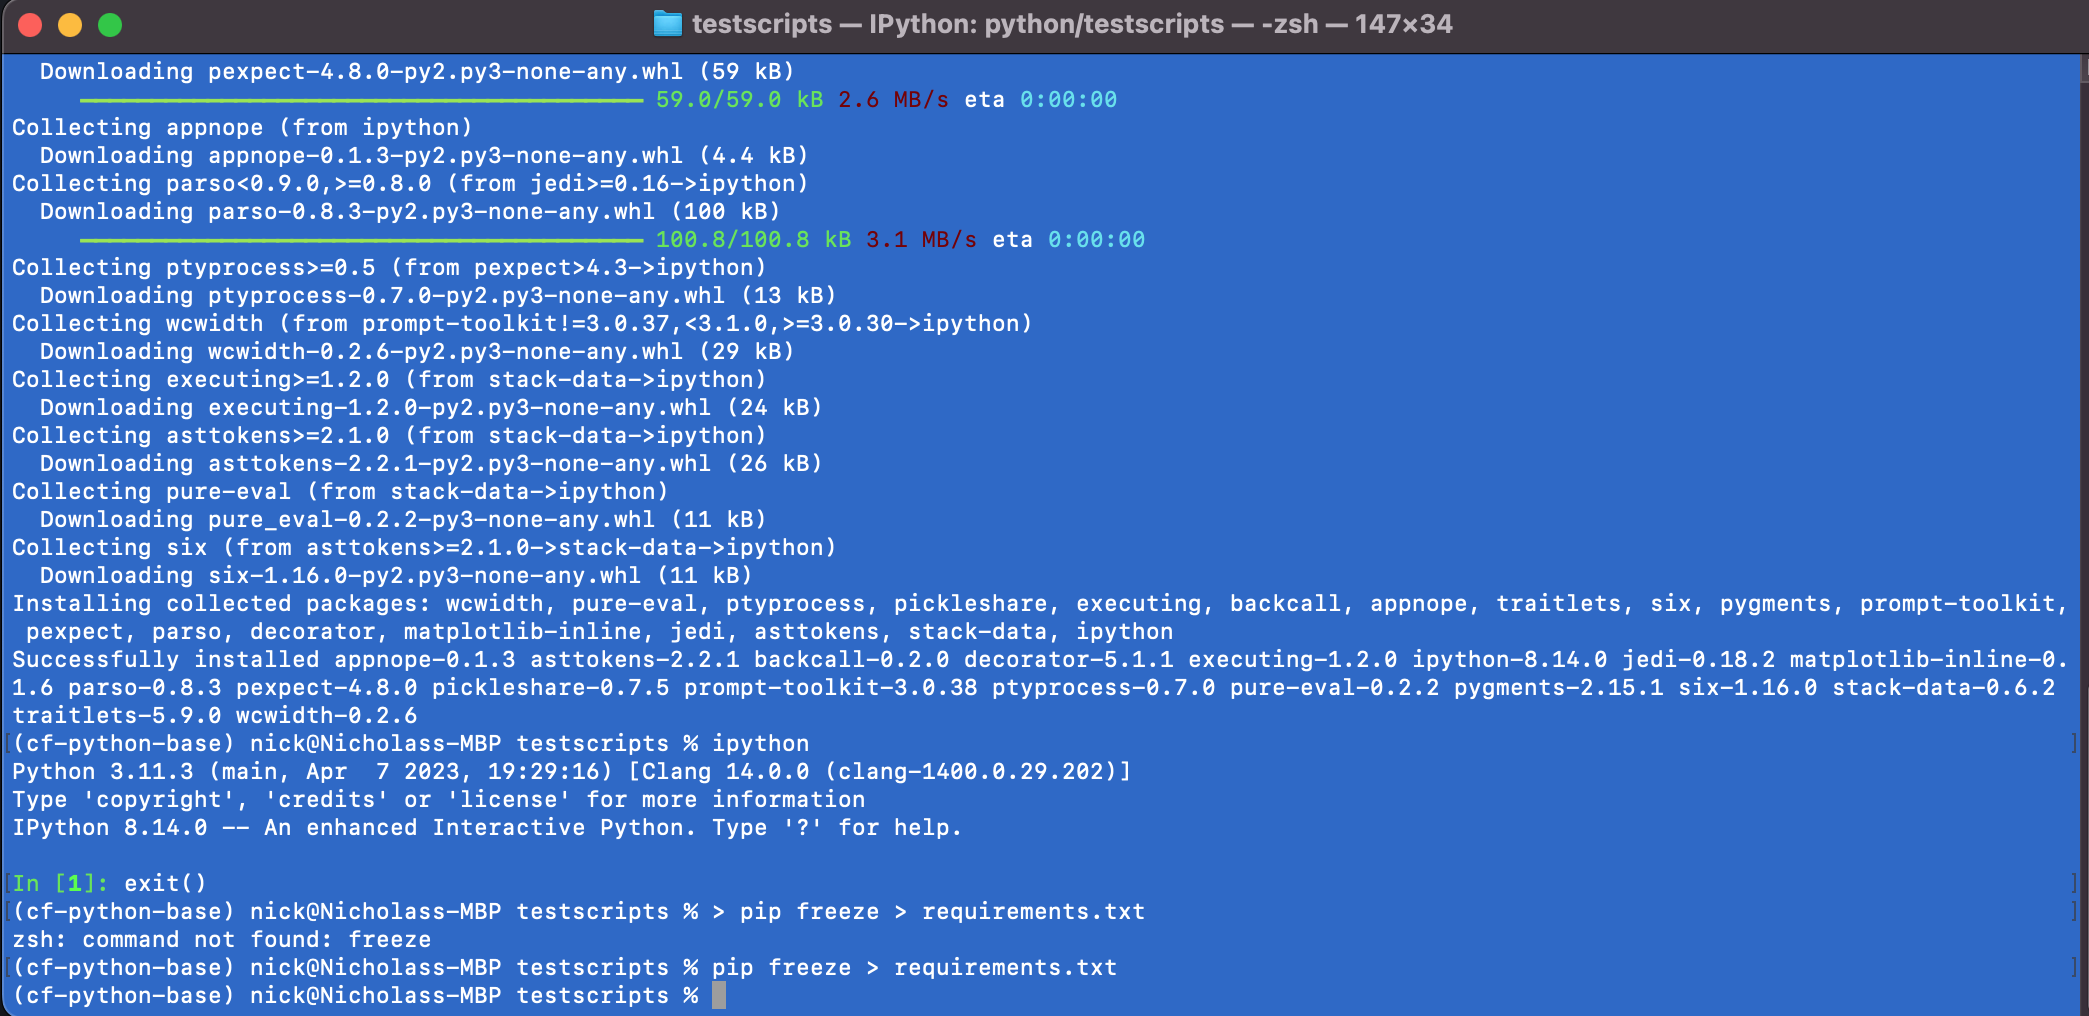 testscripts — IPython: python/testscripts — -zsh — 147×34
  Downloading pexpect-4.8.0-py2.py3-none-any.whl (59 kB)
     ━━━━━━━━━━━━━━━━━━━━━━━━━━━━━━━━━━━━━━━━ 59.0/59.0 kB 2.6 MB/s eta 0:00:00
Collecting appnope (from ipython)
  Downloading appnope-0.1.3-py2.py3-none-any.whl (4.4 kB)
Collecting parso<0.9.0,>=0.8.0 (from jedi>=0.16->ipython)
  Downloading parso-0.8.3-py2.py3-none-any.whl (100 kB)
     ━━━━━━━━━━━━━━━━━━━━━━━━━━━━━━━━━━━━━━━━ 100.8/100.8 kB 3.1 MB/s eta 0:00:00
Collecting ptyprocess>=0.5 (from pexpect>4.3->ipython)
  Downloading ptyprocess-0.7.0-py2.py3-none-any.whl (13 kB)
Collecting wcwidth (from prompt-toolkit!=3.0.37,<3.1.0,>=3.0.30->ipython)
  Downloading wcwidth-0.2.6-py2.py3-none-any.whl (29 kB)
Collecting executing>=1.2.0 (from stack-data->ipython)
  Downloading executing-1.2.0-py2.py3-none-any.whl (24 kB)
Collecting asttokens>=2.1.0 (from stack-data->ipython)
  Downloading asttokens-2.2.1-py2.py3-none-any.whl (26 kB)
Collecting pure-eval (from stack-data->ipython)
  Downloading pure_eval-0.2.2-py3-none-any.whl (11 kB)
Collecting six (from asttokens>=2.1.0->stack-data->ipython)
  Downloading six-1.16.0-py2.py3-none-any.whl (11 kB)
Installing collected packages: wcwidth, pure-eval, ptyprocess, pickleshare, executing, backcall, appnope, traitlets, six, pygments, prompt-toolkit,
 pexpect, parso, decorator, matplotlib-inline, jedi, asttokens, stack-data, ipython
Successfully installed appnope-0.1.3 asttokens-2.2.1 backcall-0.2.0 decorator-5.1.1 executing-1.2.0 ipython-8.14.0 jedi-0.18.2 matplotlib-inline-0.
1.6 parso-0.8.3 pexpect-4.8.0 pickleshare-0.7.5 prompt-toolkit-3.0.38 ptyprocess-0.7.0 pure-eval-0.2.2 pygments-2.15.1 six-1.16.0 stack-data-0.6.2
traitlets-5.9.0 wcwidth-0.2.6
[(cf-python-base) nick@Nicholass-MBP testscripts % ipython ]
Python 3.11.3 (main, Apr  7 2023, 19:29:16) [Clang 14.0.0 (clang-1400.0.29.202)]
Type 'copyright', 'credits' or 'license' for more information
IPython 8.14.0 -- An enhanced Interactive Python. Type '?' for help.
[In [1]: exit() ]
[(cf-python-base) nick@Nicholass-MBP testscripts % > pip freeze > requirements.txt ]
zsh: command not found: freeze
[(cf-python-base) nick@Nicholass-MBP testscripts % pip freeze > requirements.txt ]
(cf-python-base) nick@Nicholass-MBP testscripts %